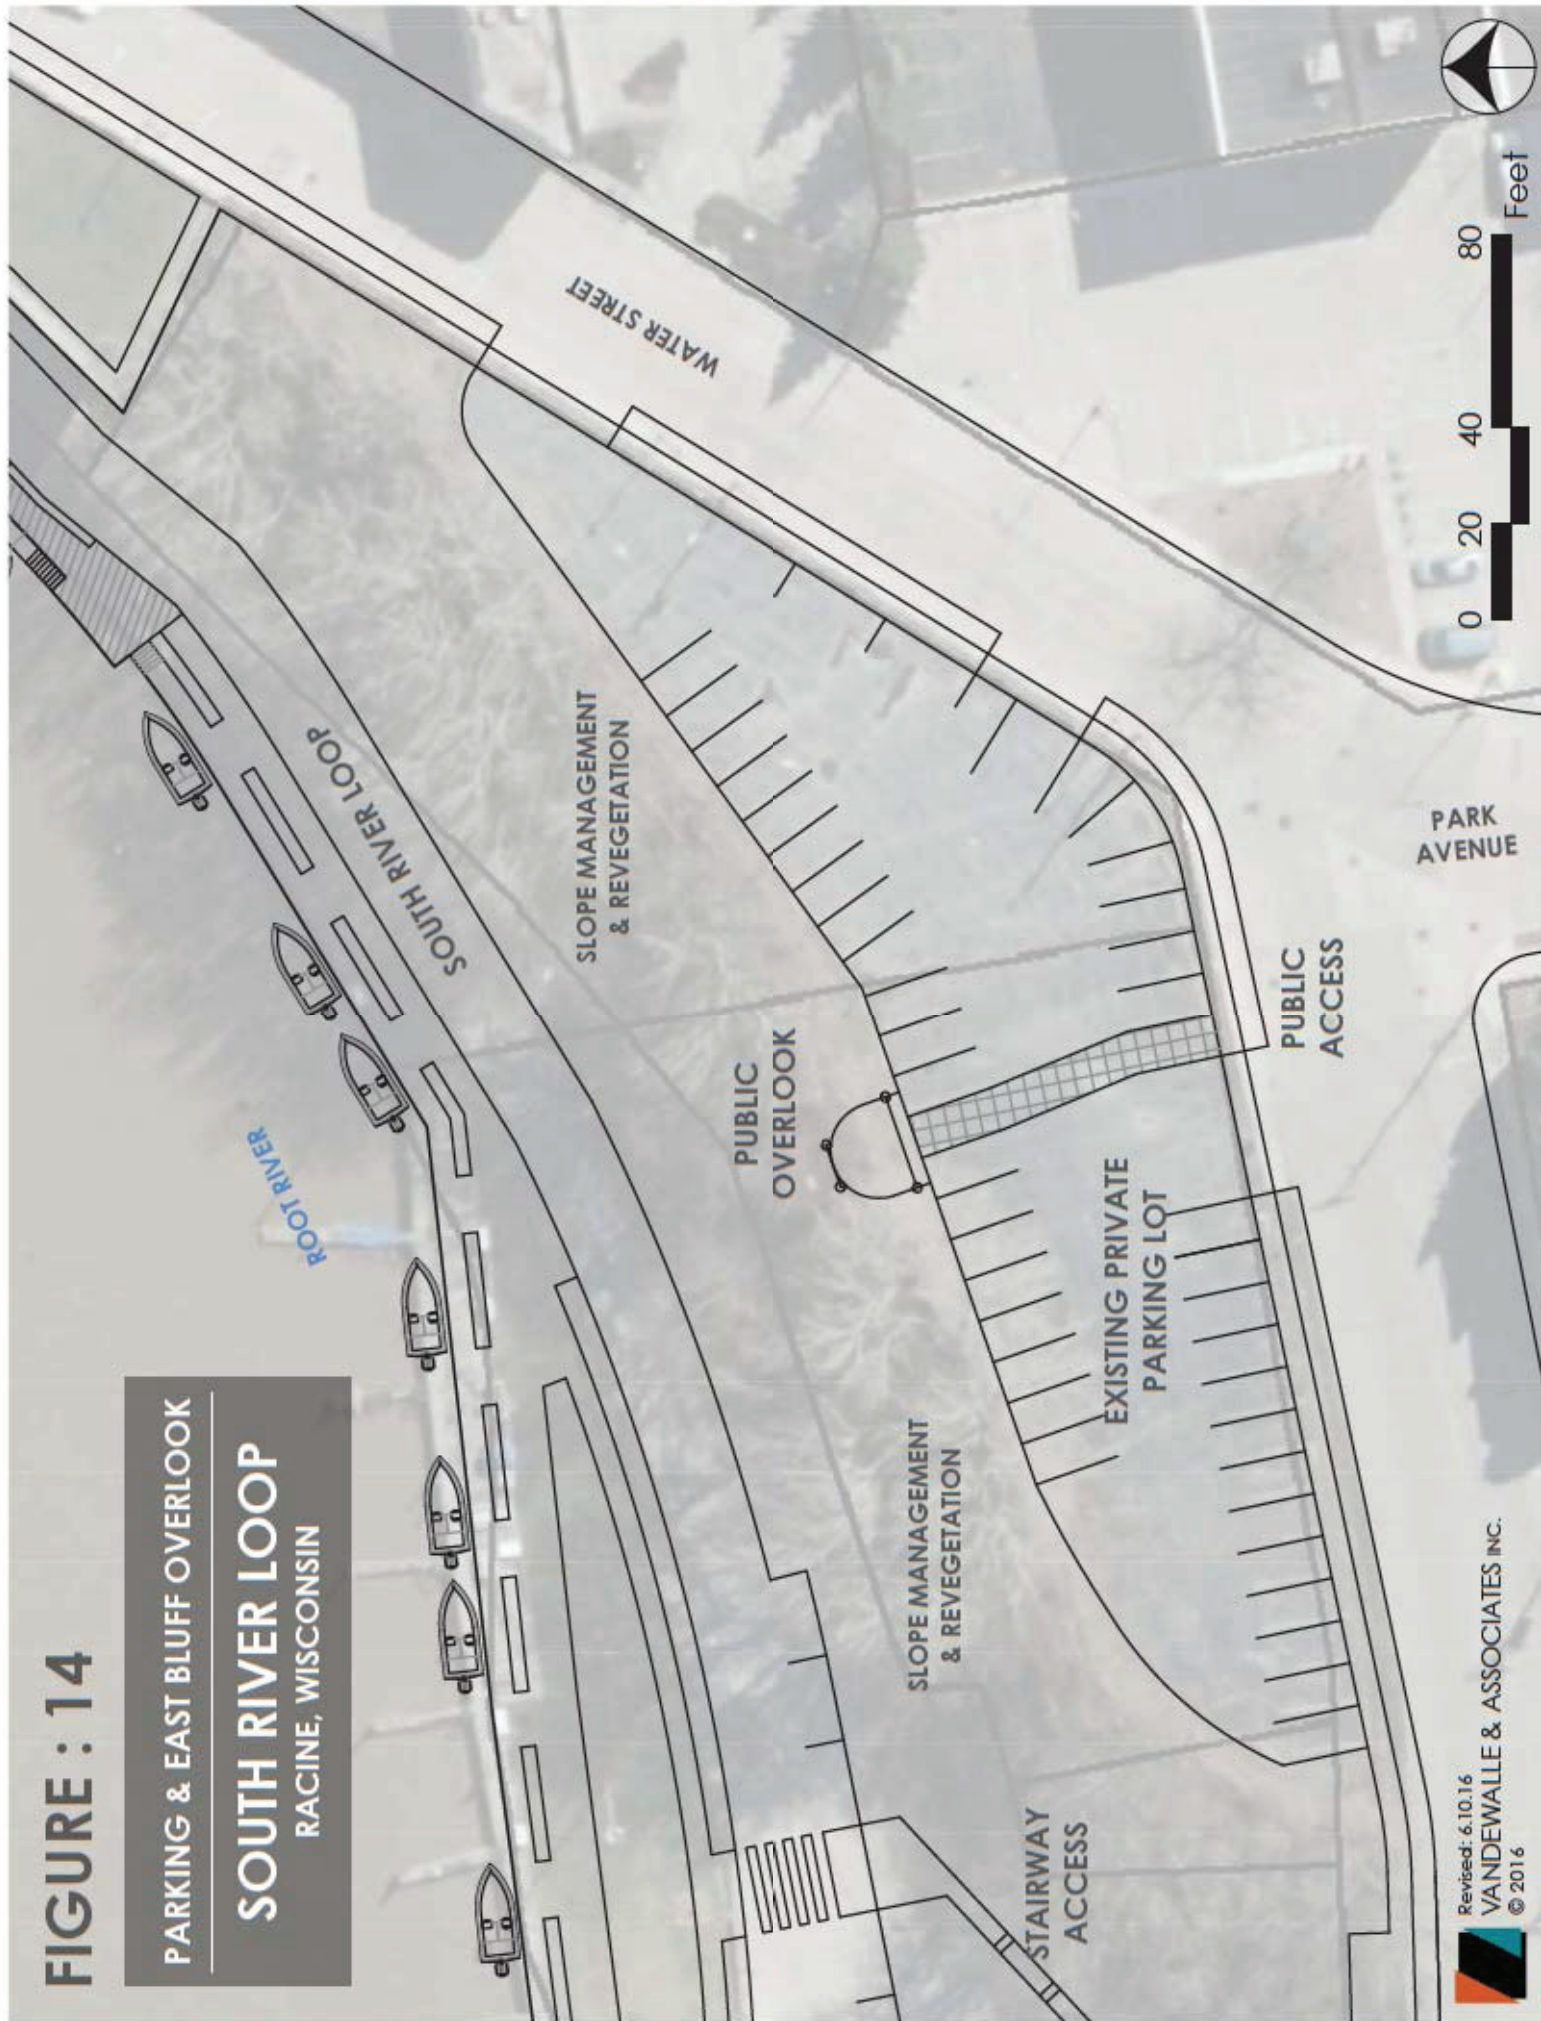 FIGURE : 14
PARKING & EAST BLUFF OVERLOOK
SOUTH RIVER LOOP
RACINE, WISCONSIN
ROOT RIVER
SOUTH RIVER LOOP
SLOPE MANAGEMENT
& REVEGETATION
WATER STREET
PUBLIC
OVERLOOK
SLOPE MANAGEMENT
& REVEGETATION
EXISTING PRIVATE
PARKING LOT
PUBLIC
ACCESS
PARK
AVENUE
STAIRWAY
ACCESS
0 20 40 80
Feet
Revised: 6.10.16
VANDEWALLE & ASSOCIATES INC.
© 2016